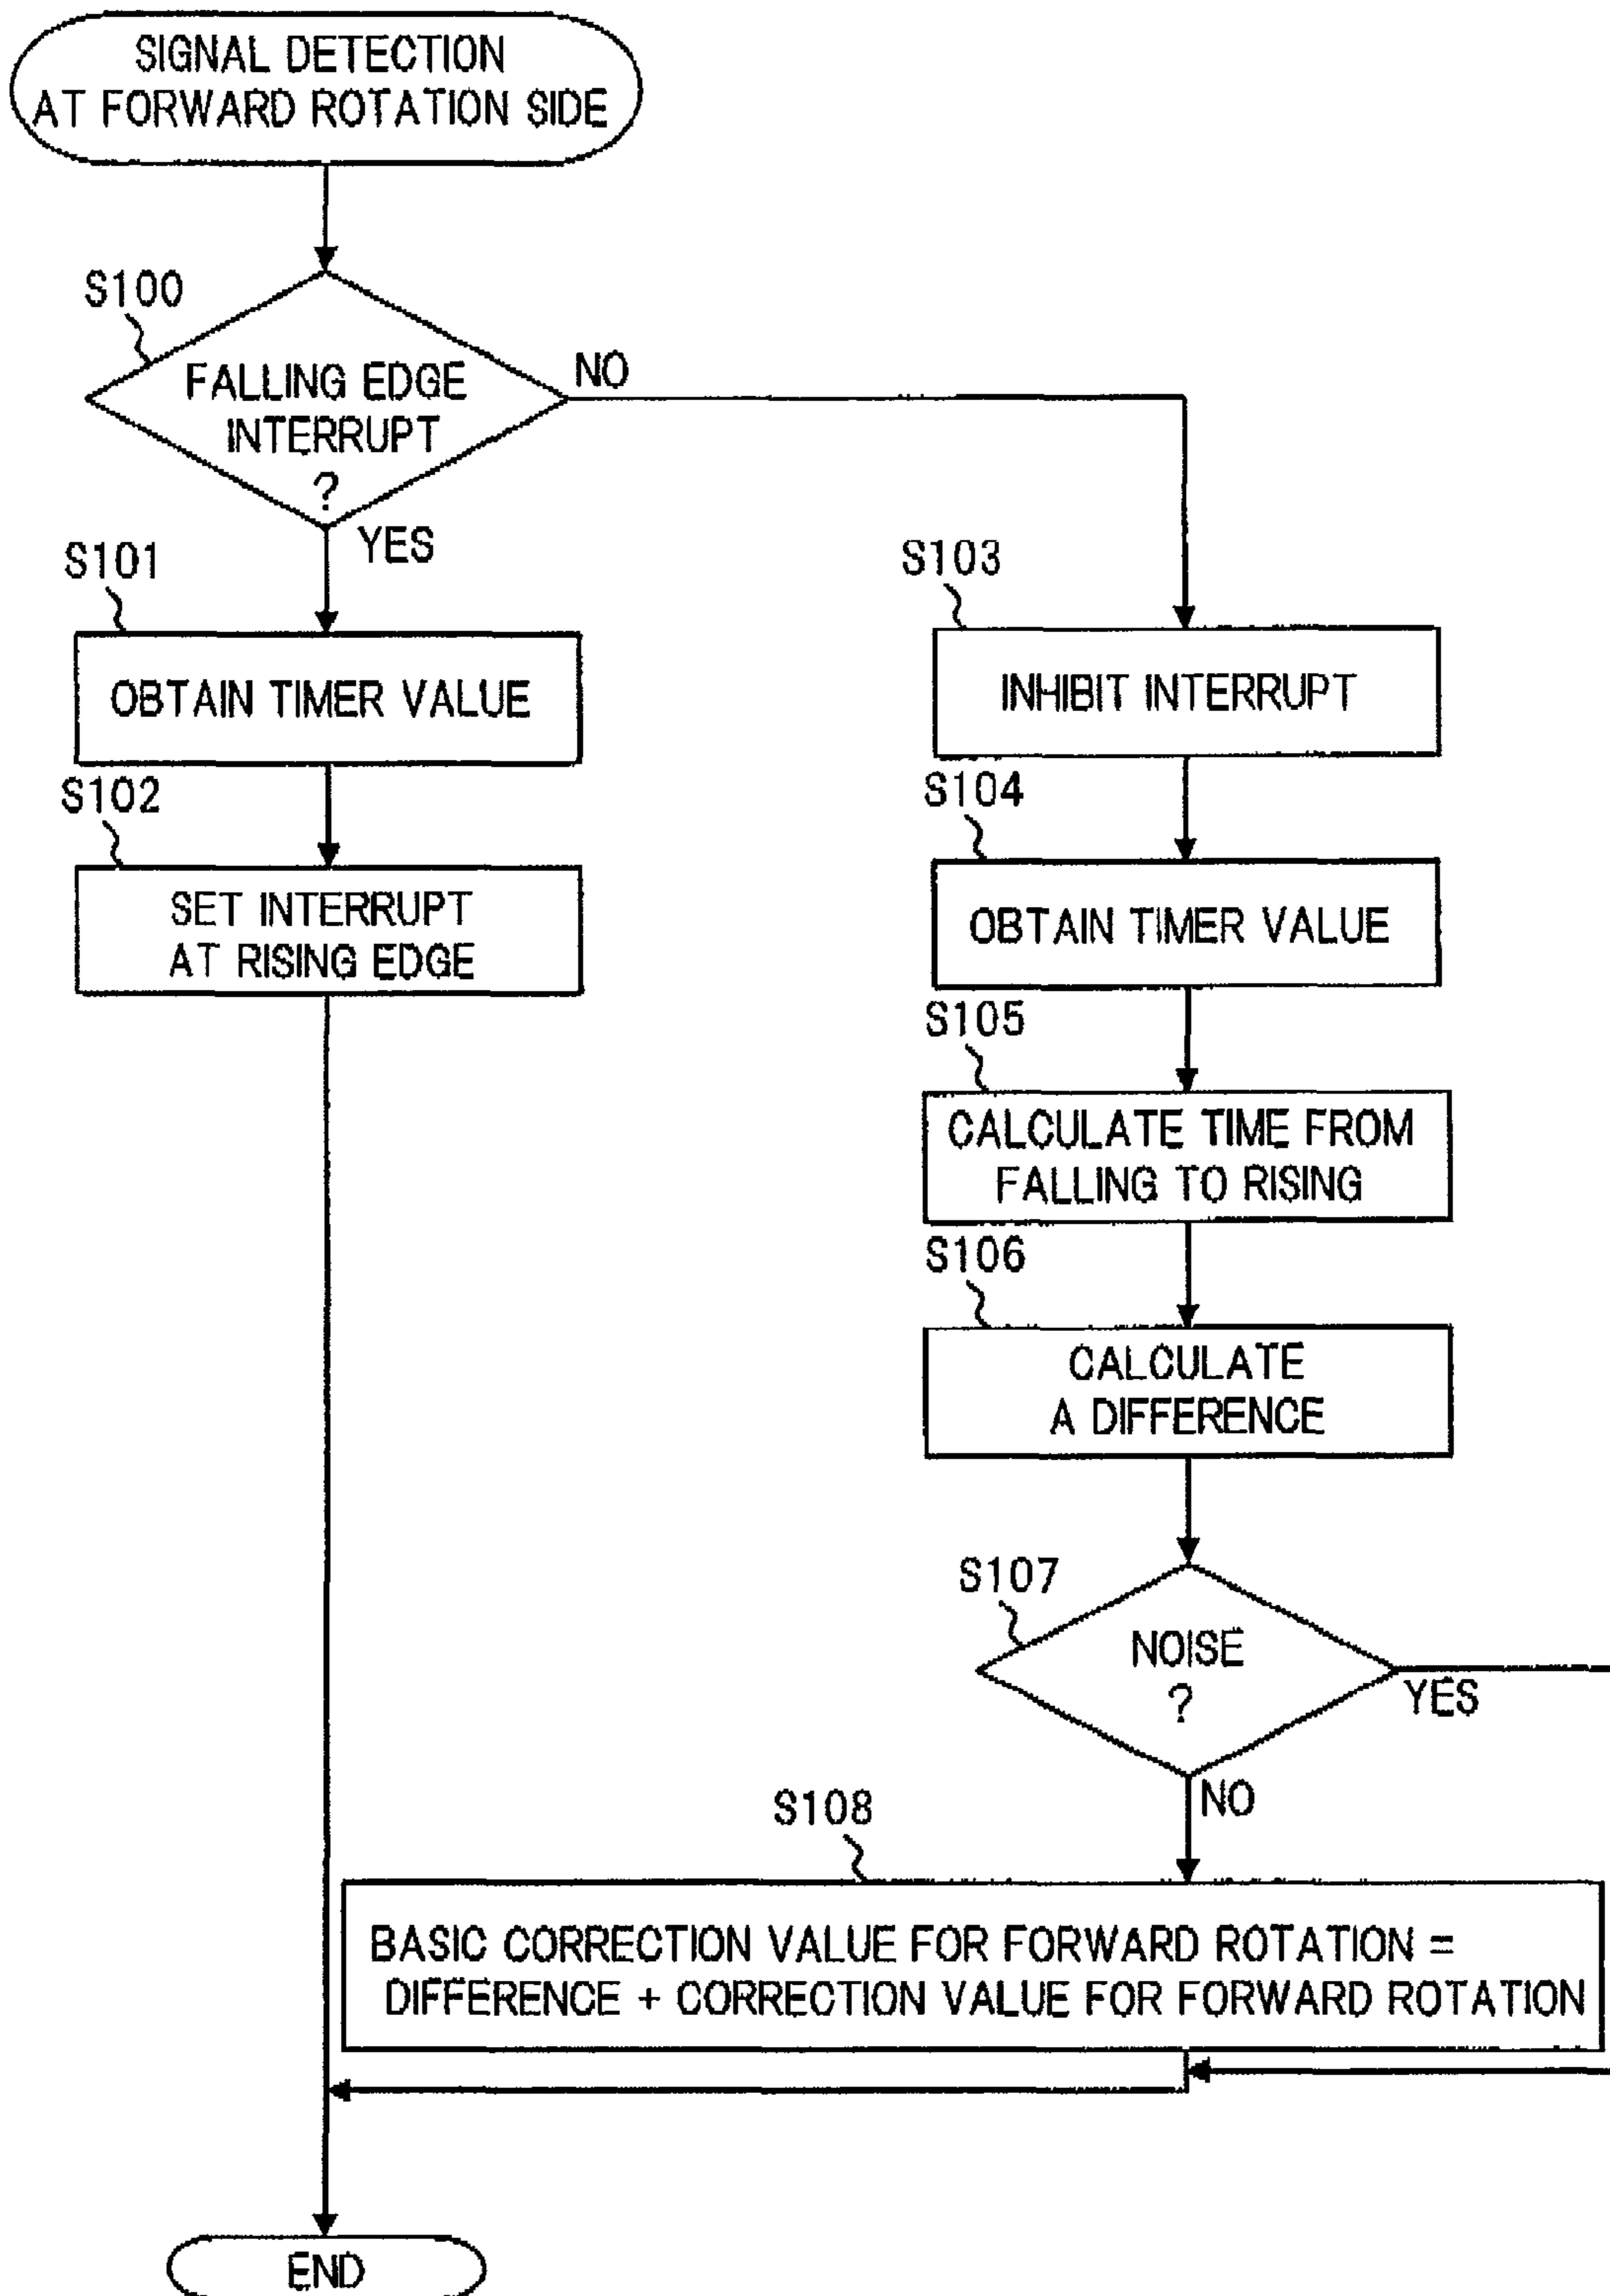 SIGNAL DETECTION
AT FORWARD ROTATION SIDE
S100
FALLING EDGE
INTERRUPT
?
NO
YES
S101
OBTAIN TIMER VALUE
S102
SET INTERRUPT
AT RISING EDGE
S103
INHIBIT INTERRUPT
S104
OBTAIN TIMER VALUE
S105
CALCULATE TIME FROM
FALLING TO RISING
S106
CALCULATE
A DIFFERENCE
S107
NOISE
?
YES
NO
S108
BASIC CORRECTION VALUE FOR FORWARD ROTATION =
DIFFERENCE + CORRECTION VALUE FOR FORWARD ROTATION
END